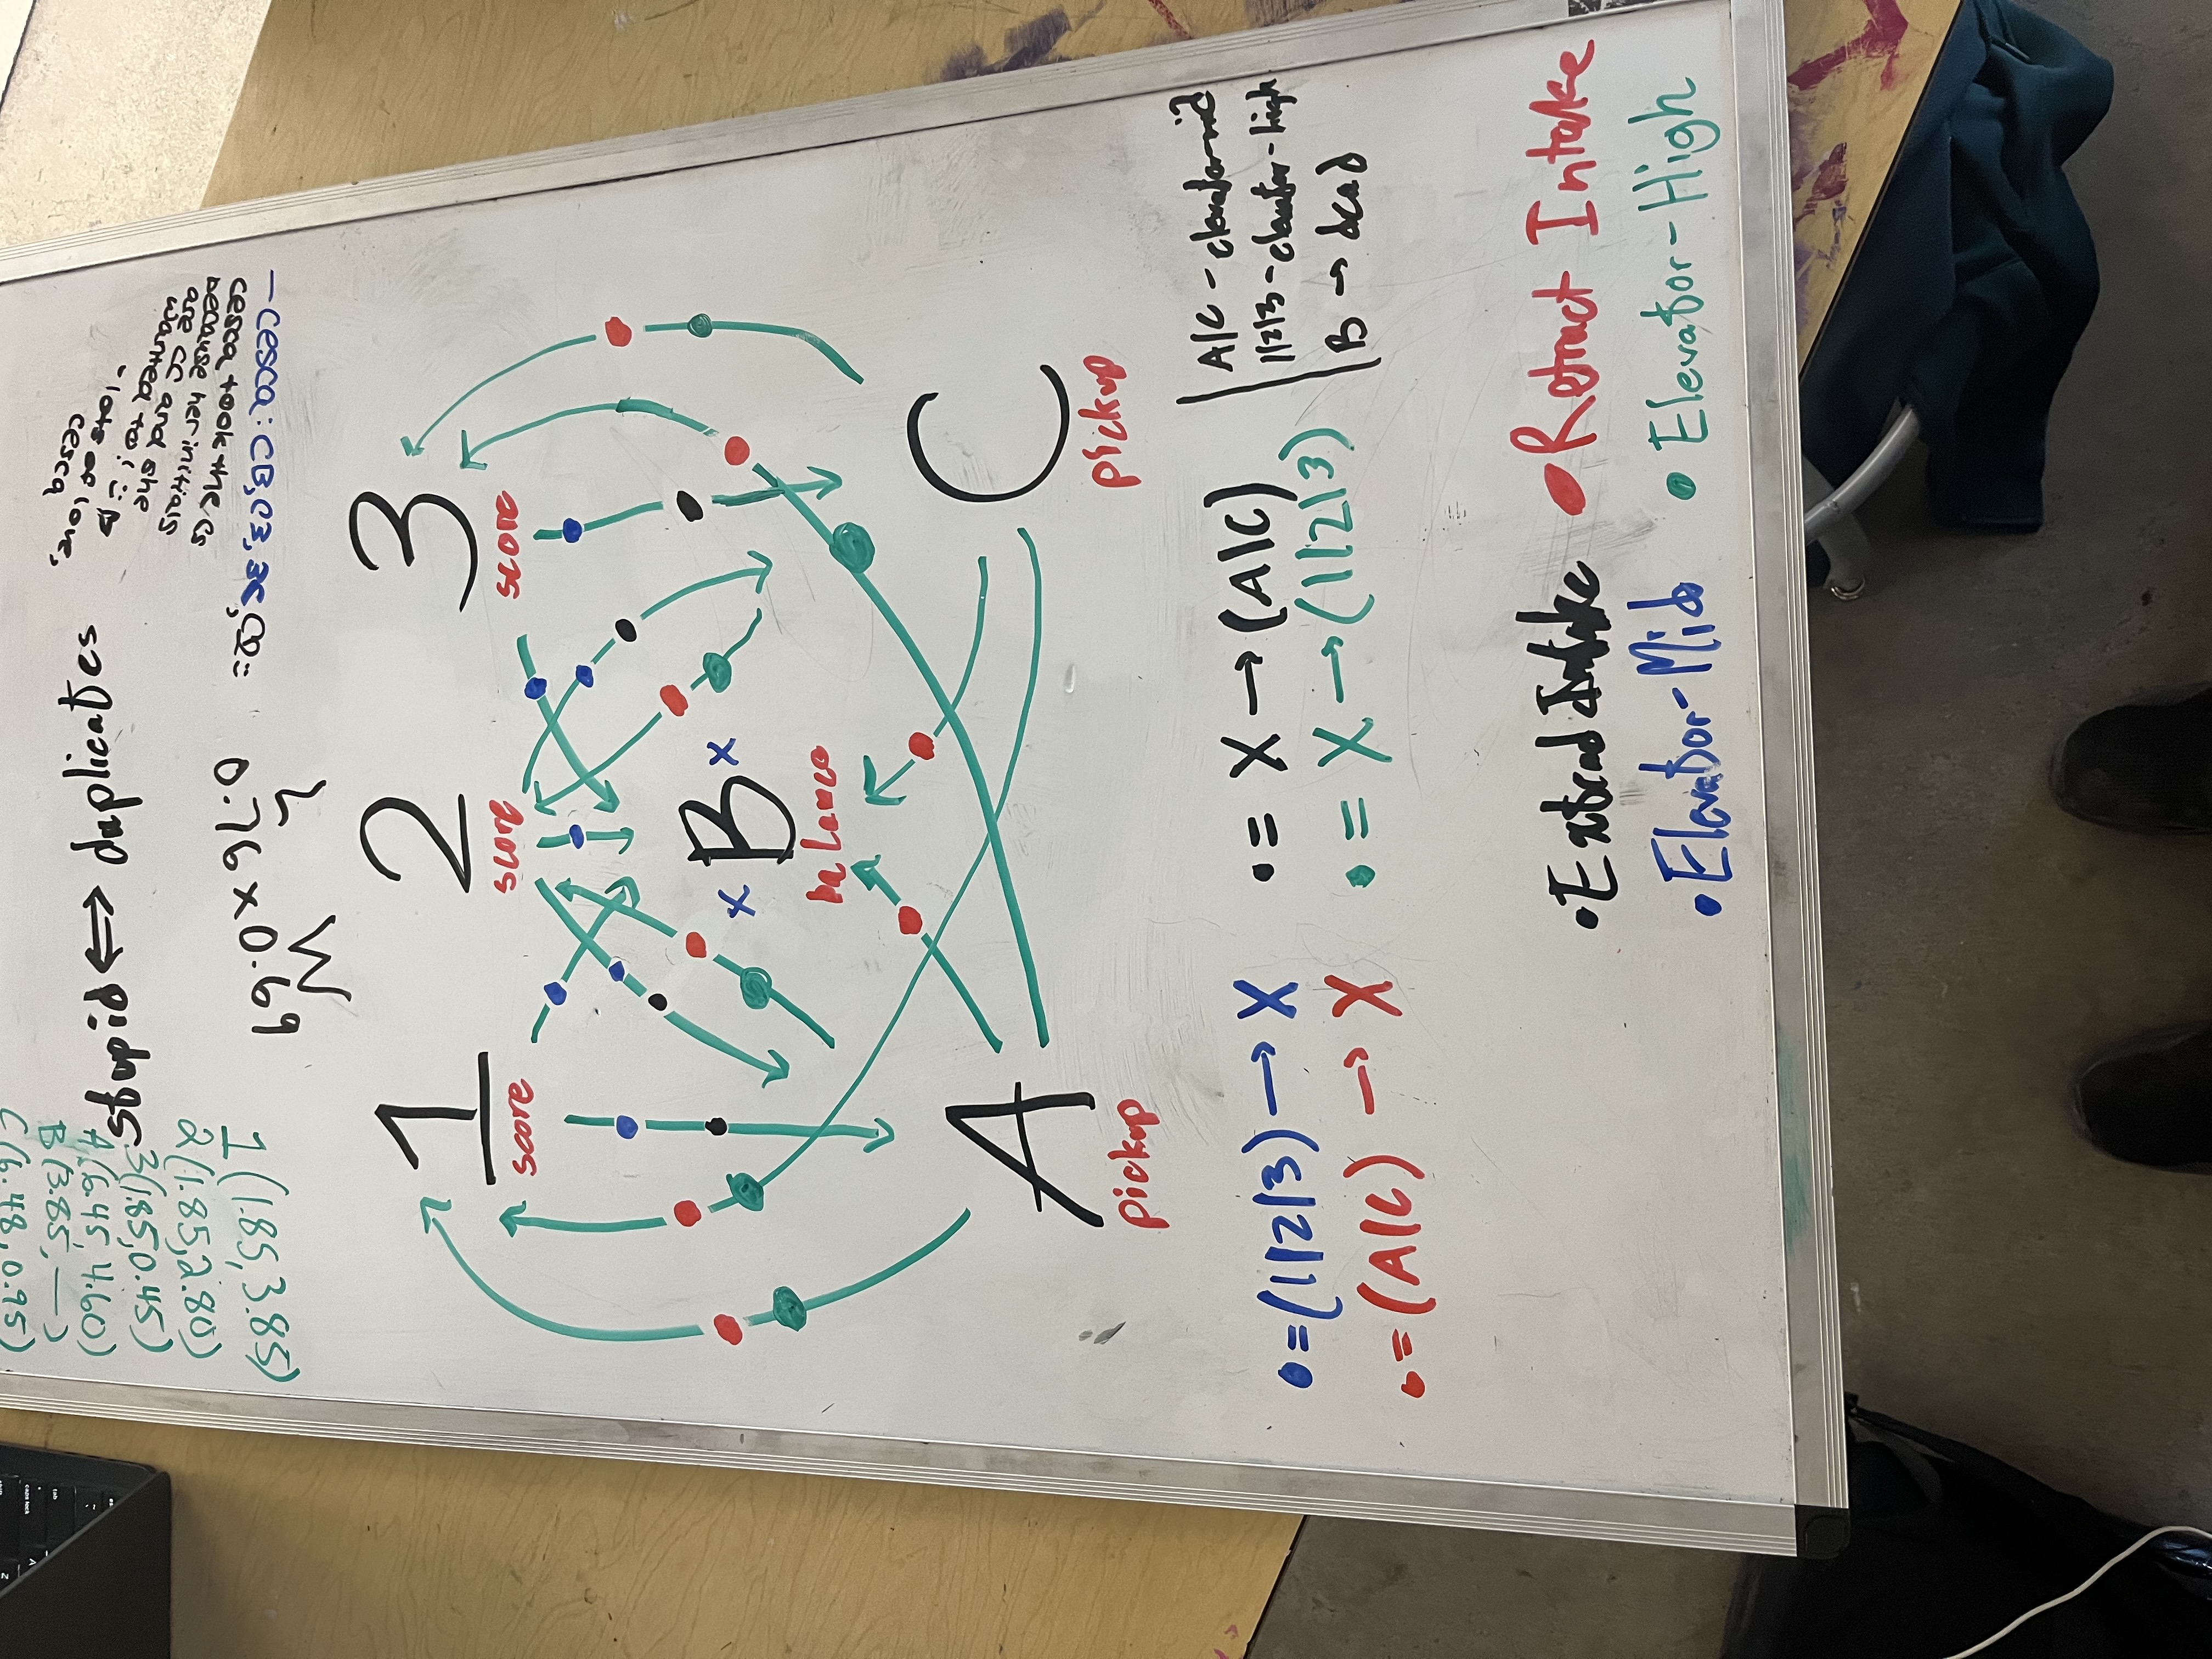 C(6.48, 0.95)
B(3.85, —)
A(6.45, 4.60)
3(1.85, 0.45)
2(1.85, 2.80)
1(1.85, 3.85)
stupid ⟺ duplicates
— cesca: CB, C3, 3C,
cesca took the Cs
because her initials
are CC and she
wanted to
- lots of love,
cesca
L W
0.76 x 0.69
1 2 3
score score score
x B x
balance
A C
pickup pickup
•=(1|2|3) → X
•=(A|C) → X
• = X → (A|C)
• = X → (1|2|3)
A|C - elevator-mid
1|2|3 - elevator-high
B → dead
•Extend Intake
•Retract Intake
•Elevator-Mid
•Elevator-High